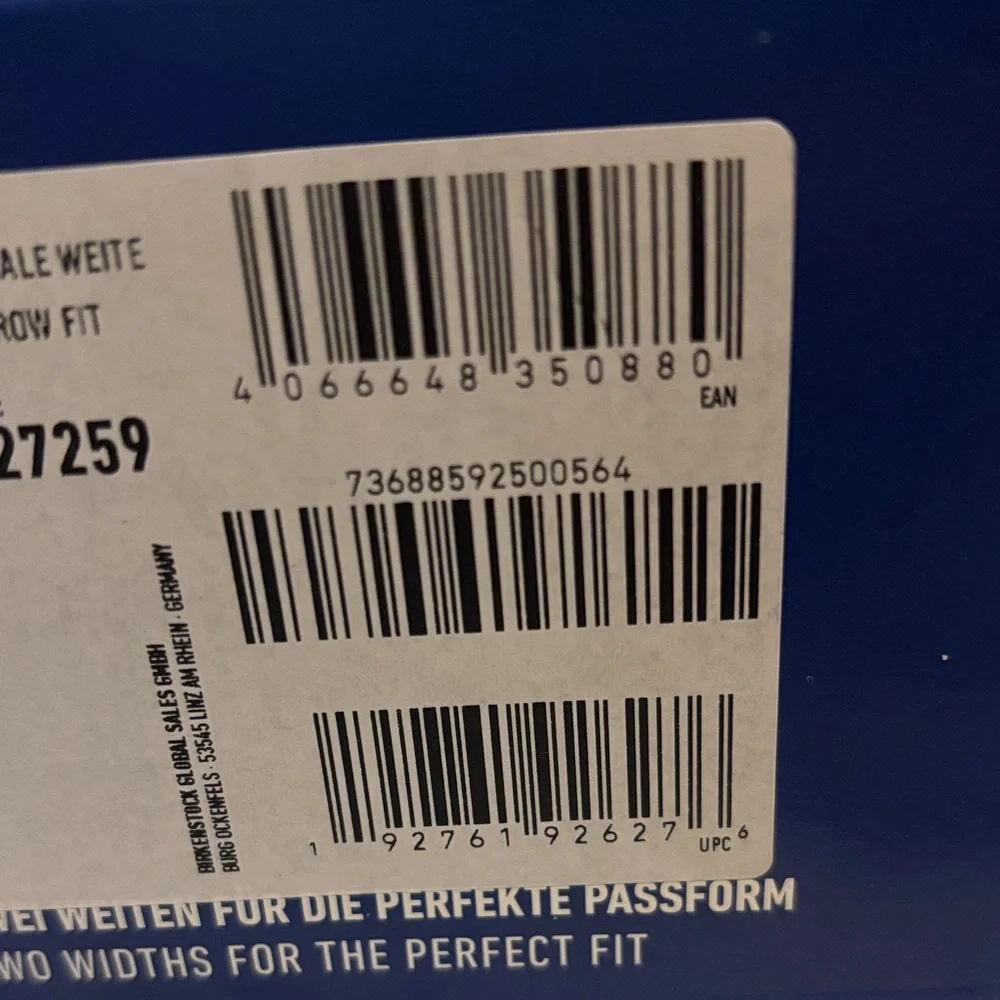 ALE WEITE
ROW FIT
27259
BIRKENSTOCK GLOBAL SALES GMBH
BURG OCKENFELS · 53545 LINZ AM RHEIN · GERMANY
4 066648 350880
EAN
73688592500564
1 92761 92627 6
UPC
WEITEN FÜR DIE PERFEKTE PASSFORM
WO WIDTHS FOR THE PERFECT FIT